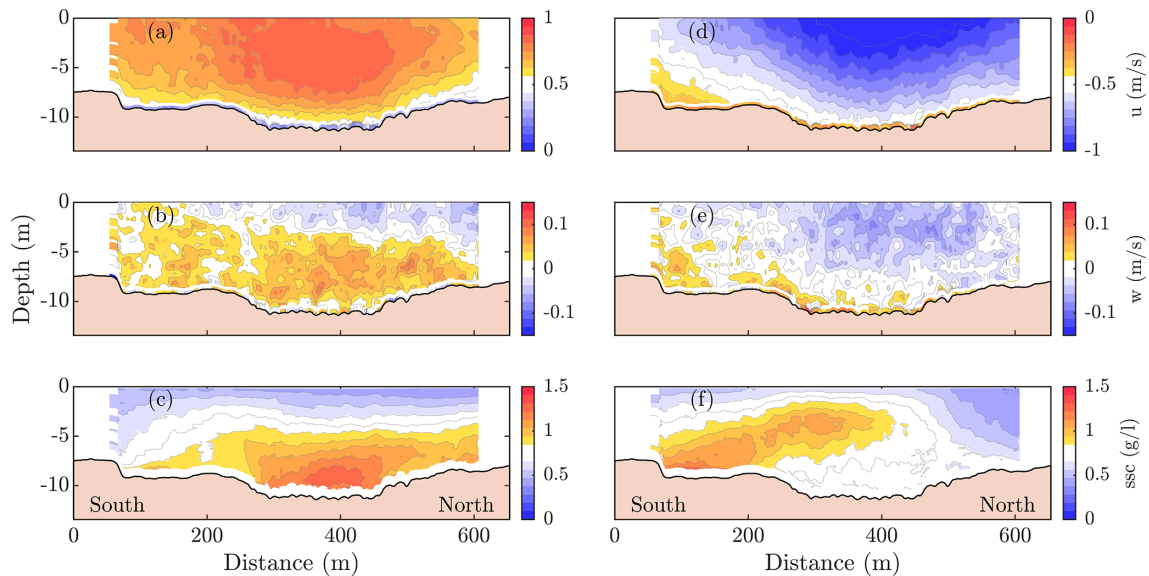 0
-5
-10
(a)
1
0.5
0
(d)
0
-0.5
-1
u (m/s)
Depth (m)
0
-5
-10
(b)
0.1
0
-0.1
(e)
0.1
0
-0.1
w (m/s)
0
-5
-10
(c)
South
North
1.5
1
0.5
0
(f)
South
North
1.5
1
0.5
0
ssc (g/l)
0 200 400 600
0 200 400 600
Distance (m)
Distance (m)